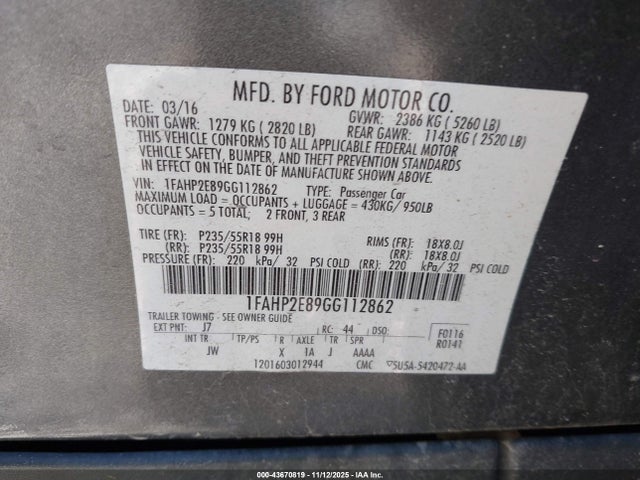 MFD. BY FORD MOTOR CO.
DATE: 03/16 GVWR: 2386 KG ( 5260 LB)
FRONT GAWR: 1279 KG ( 2820 LB) REAR GAWR: 1143 KG ( 2520 LB)
THIS VEHICLE CONFORMS TO ALL APPLICABLE FEDERAL MOTOR
VEHICLE SAFETY, BUMPER, AND THEFT PREVENTION STANDARDS
IN EFFECT ON THE DATE OF MANUFACTURE SHOWN ABOVE.
VIN: 1FAHP2E89GG112862 TYPE: Passenger Car
MAXIMUM LOAD = OCCUPANTS + LUGGAGE = 430KG/950LB
OCCUPANTS = 5 TOTAL; 2 FRONT, 3 REAR
TIRE (FR): P235/55R18 99H RIMS (FR): 18X8.0J
(RR): P235/55R18 99H (RR): 18X8.0J
PRESSURE (FR): 220 kPa/ 32 PSI COLD (RR): 220 kPa/ 32 PSI COLD
1FAHP2E89GG112862
TRAILER TOWING - SEE OWNER GUIDE
EXT PNT: J7 RC: 44 DSO: F0116
INT TR TP/PS R AXLE TR SPR R0141
JW X 1A J AAAA
1201603012944 CMC 5U5A-5420472-AA
000-43670819 - 11/12/2025 - IAA Inc.